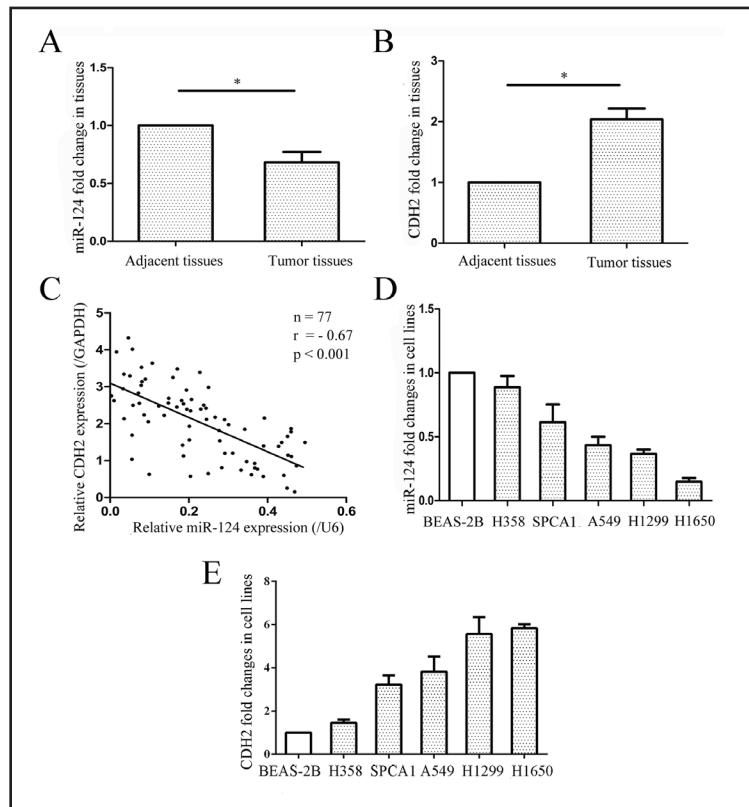 A
miR-124 fold change in tissues
1.5
1.0
0.5
0.0
*
Adjacent tissues Tumor tissues
B
CDH2 fold change in tissues
3
2
1
0
*
Adjacent tissues Tumor tissues
C
Relative CDH2 expression (/GAPDH)
5
4
3
2
1
0
n = 77
r = - 0.67
p < 0.001
0.0 0.2 0.4 0.6
Relative miR-124 expression (/U6)
D
miR-124 fold changes in cell lines
1.5
1.0
0.5
0.0
BEAS-2B H358 SPCA1 A549 H1299 H1650
E
CDH2 fold changes in cell lines
8
6
4
2
0
BEAS-2B H358 SPCA1 A549 H1299 H1650